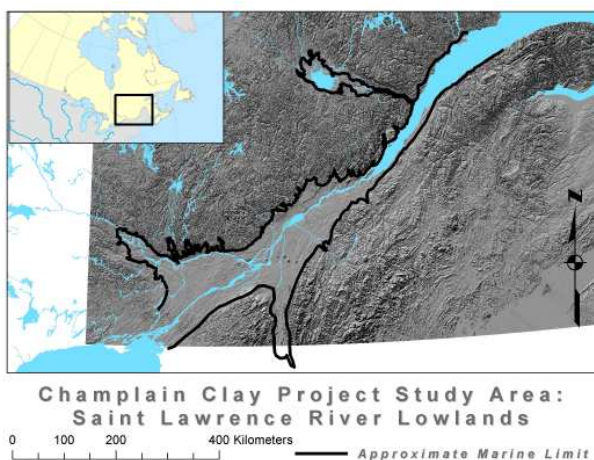 N
Champlain Clay Project Study Area:
Saint Lawrence River Lowlands
0 100 200 400 Kilometers
Approximate Marine Limit